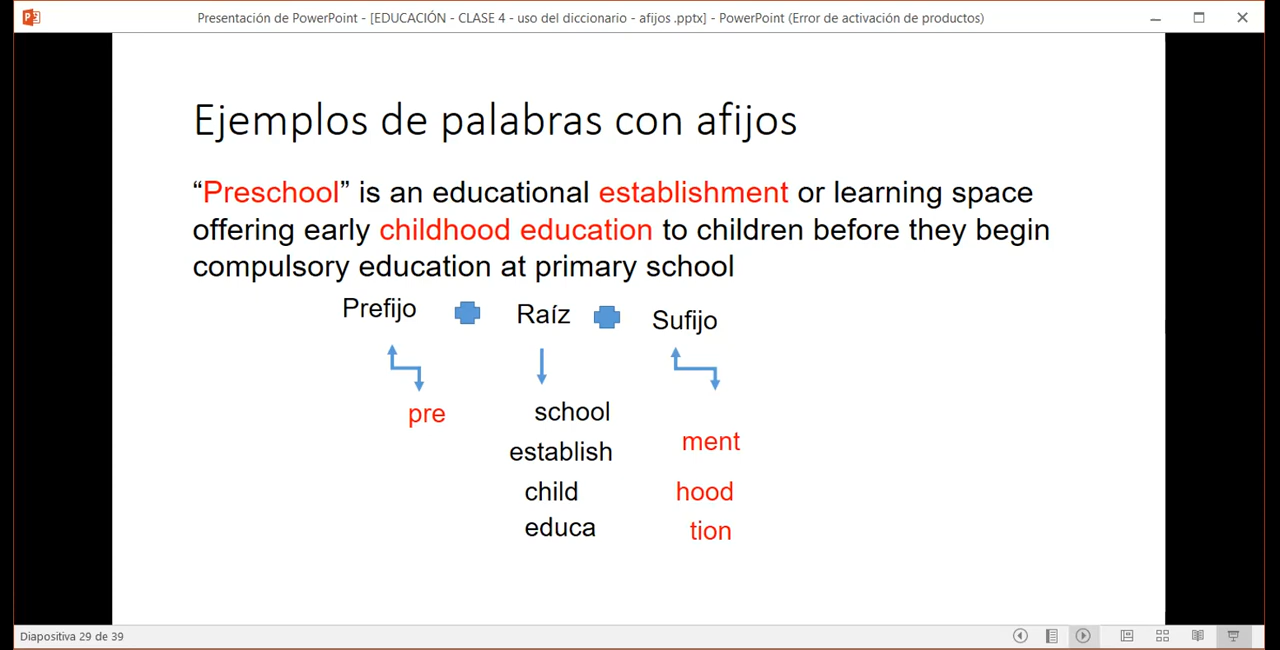 Presentación de PowerPoint - [EDUCACIÓN - CLASE 4 - uso del diccionario - afijos .pptx] - PowerPoint (Error de activación de productos)
Ejemplos de palabras con afijos
“Preschool” is an educational establishment or learning space
offering early childhood education to children before they begin
compulsory education at primary school
Prefijo Raíz Sufijo
pre school
ment
establish
child hood
educa tion
Diapositiva 29 de 39